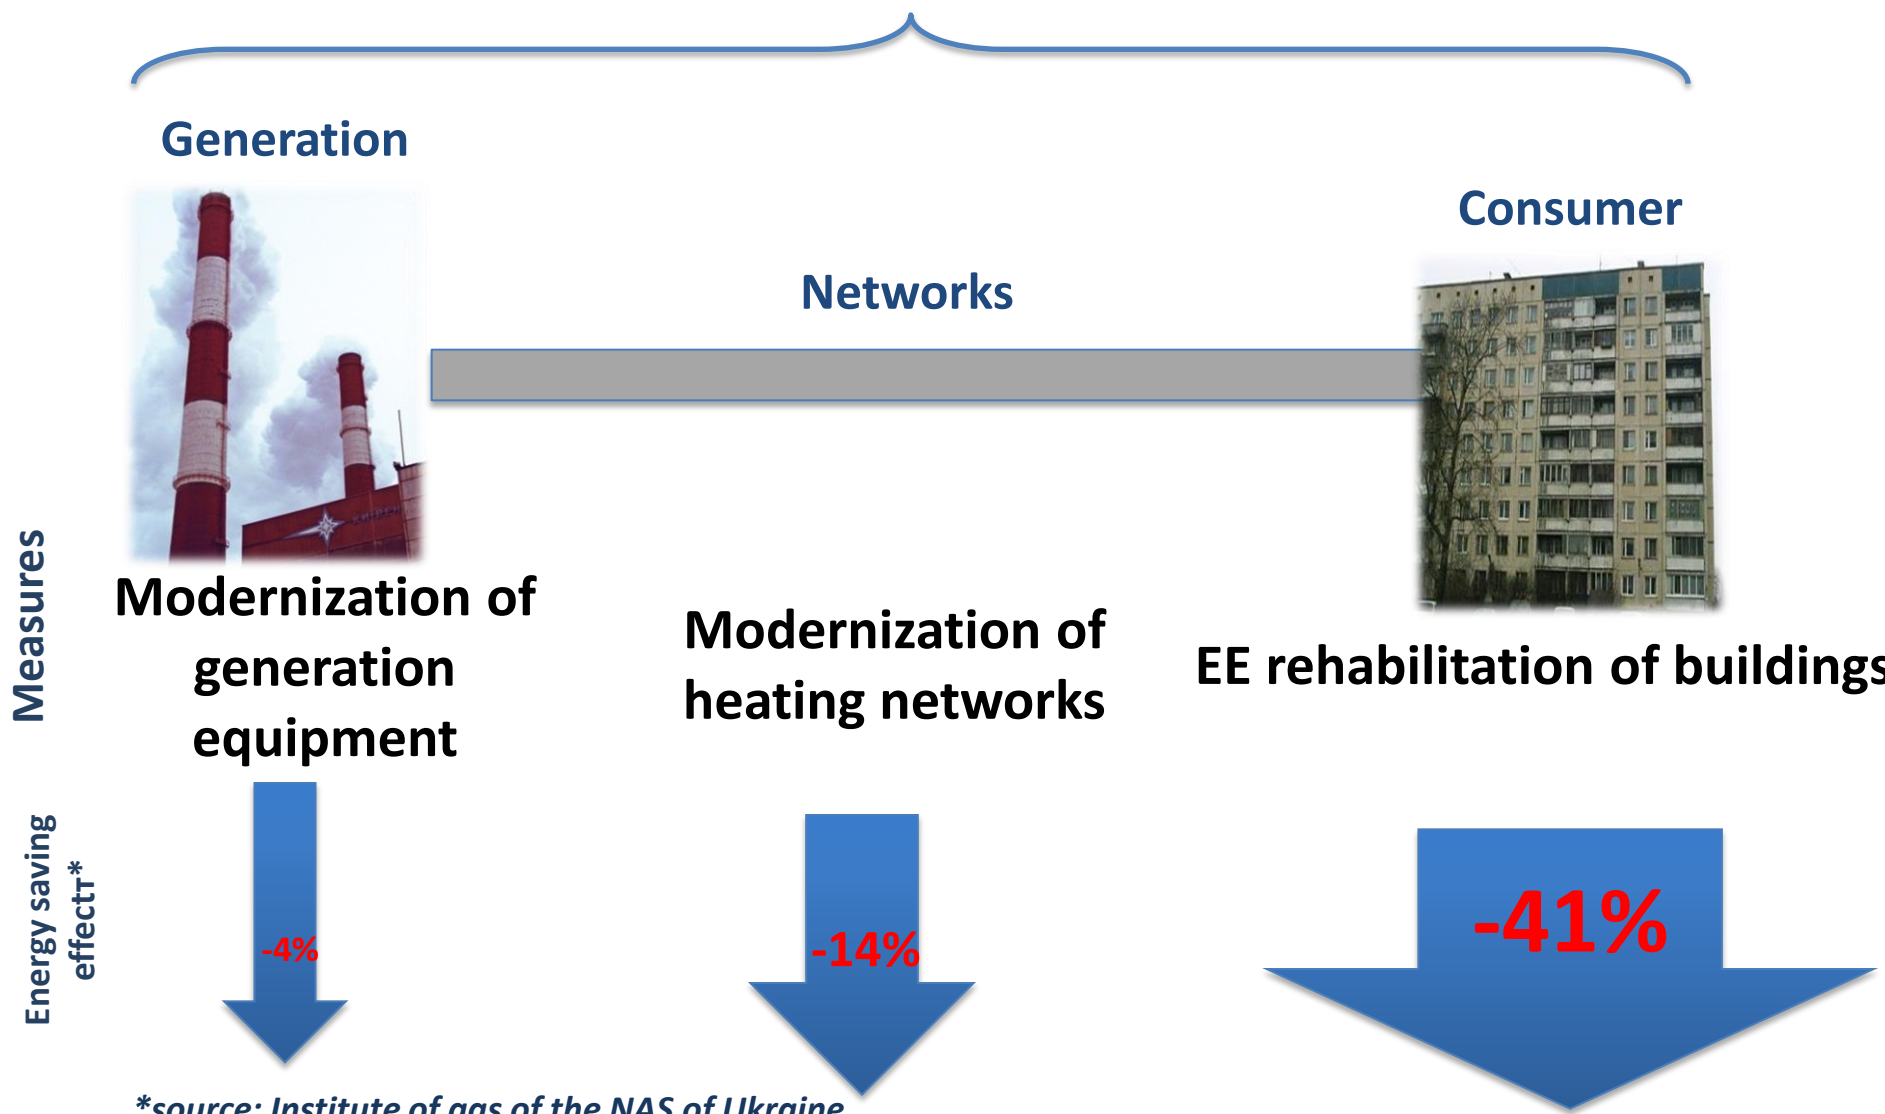 Generation
Consumer
Networks
Measures
Modernization of
generation
equipment
Modernization of
heating networks
EE rehabilitation of buildings
Energy saving
effectт*
-4%
-14%
-41%
*source: Institute of gas of the NAS of Ukraine